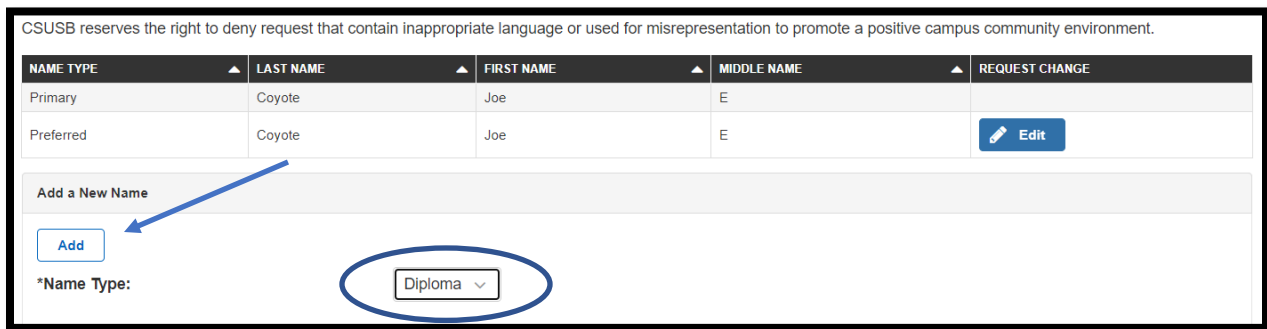 CSUSB reserves the right to deny request that contain inappropriate language or used for misrepresentation to promote a positive campus community environment.
NAME TYPE LAST NAME FIRST NAME MIDDLE NAME REQUEST CHANGE
Primary Coyote Joe E
Preferred Coyote Joe E Edit
Add a New Name
Add
*Name Type: Diploma